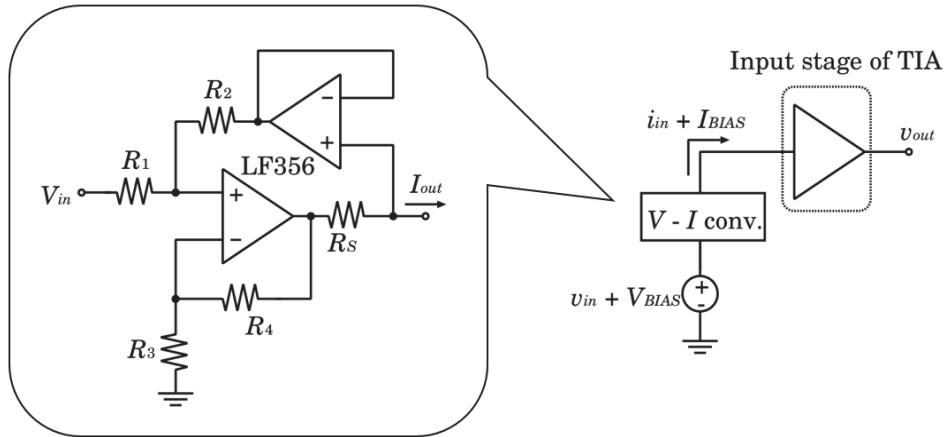 Input stage of TIA
R2
−
+
LF356
R1
Vin
+
−
Iout
RS
R4
R3
iin + IBIAS
vout
V - I conv.
vin + VBIAS
+
-